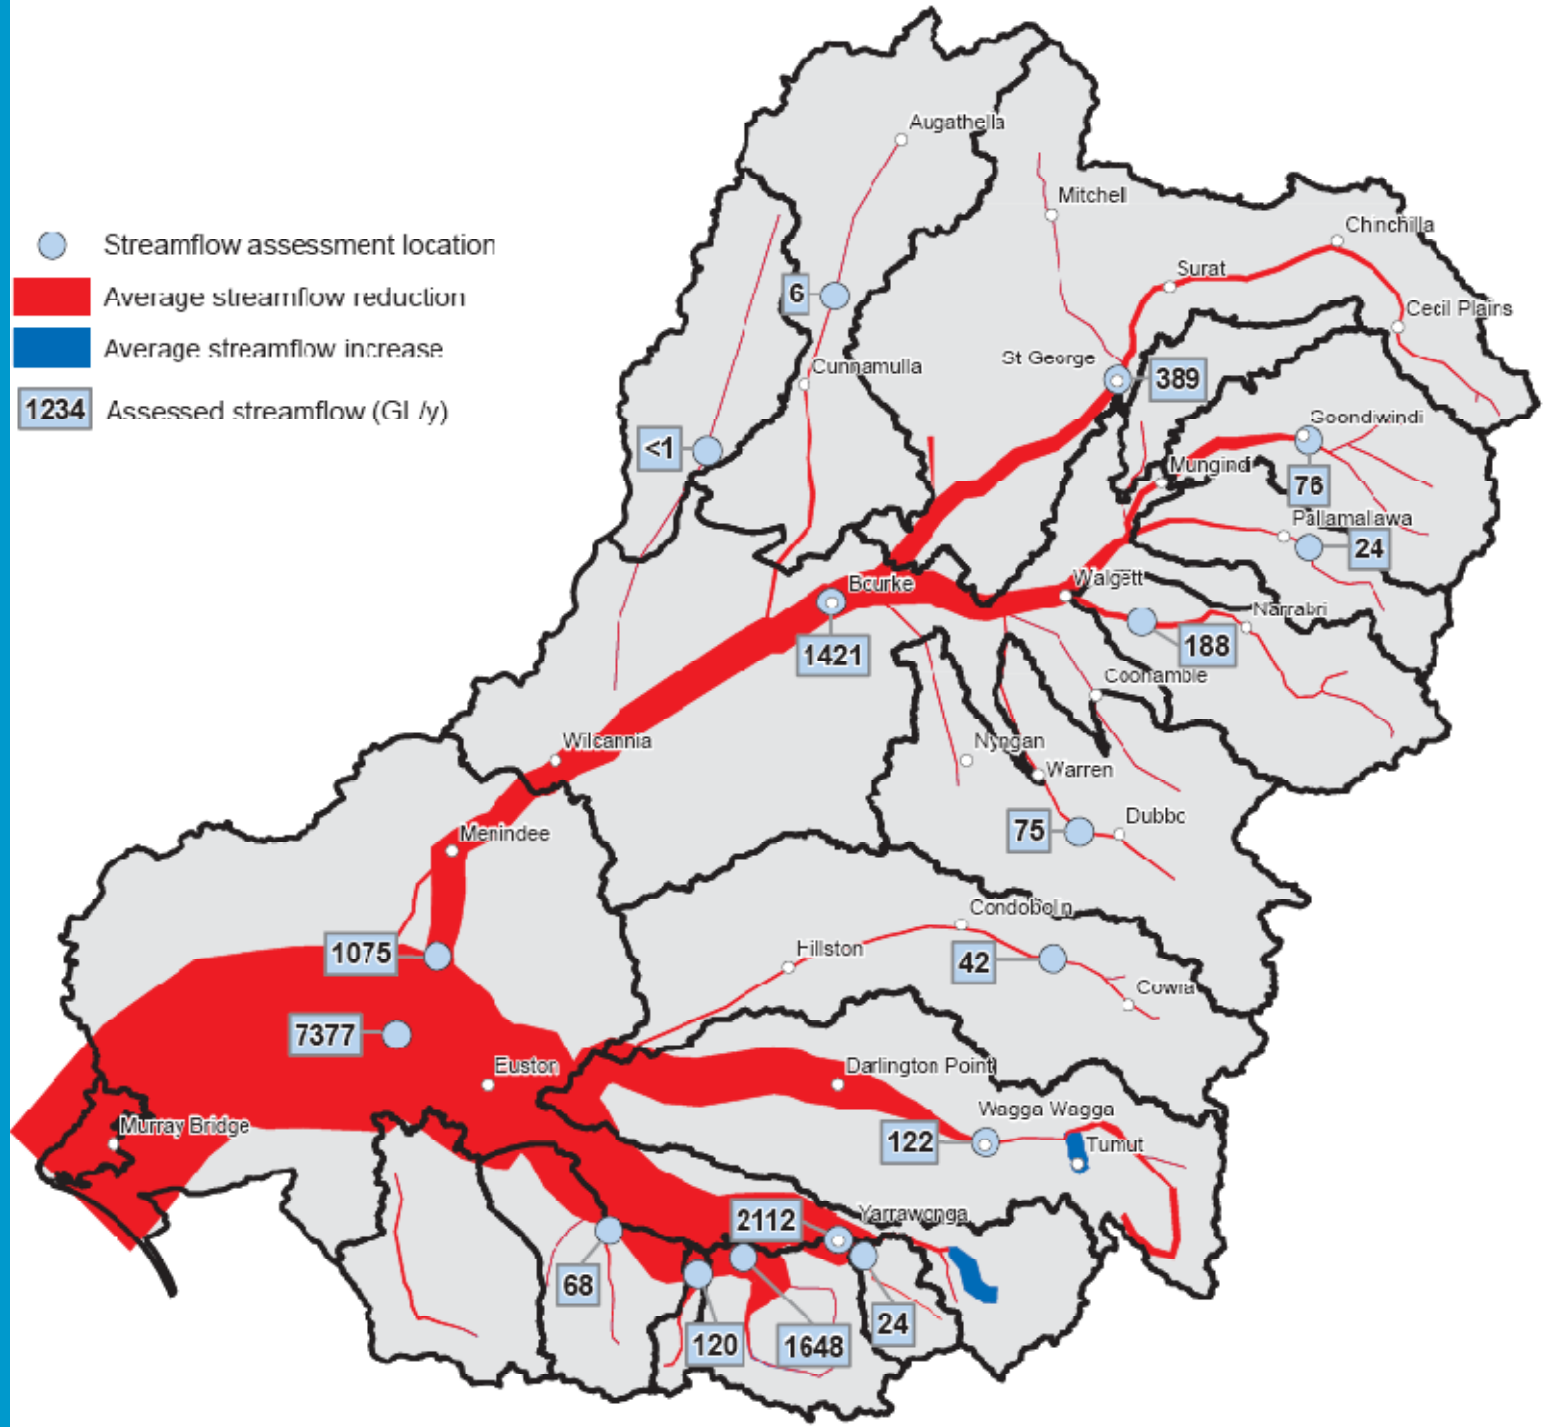 Augathella
Mitchell
Chinchilla
Streamflow assessment location
Surat
Average streamflow reduction
6
Cecil Plains
Average streamflow increase
St George
Cunnamulla
389
1234 Assessed streamflow (GL/y)
Goondiwindi
<1
Mungindi
76
Pallamallawa
24
Walgett
Bourke
Narrabri
188
1421
Coonamble
Wilcannia
Nyngan
Warren
Menindee
75
Dubbo
Condobolin
Hillston
1075
42
Cowra
7377
Euston
Darlington Point
Wagga Wagga
Murray Bridge
122
Tumut
2112
Yarrawonga
68
24
120
1648